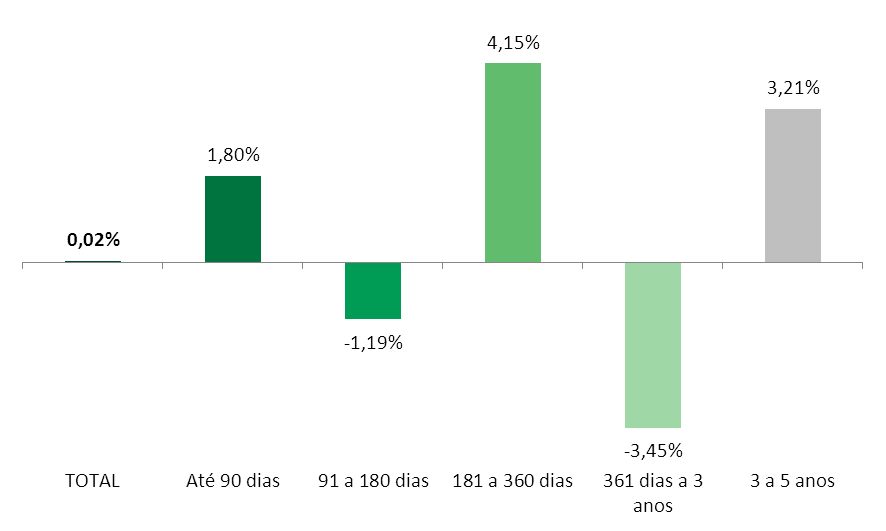 4,15%
3,21%
1,80%
0,02%
-1,19%
-3,45%
TOTAL
Até 90 dias
91 a 180 dias
181 a 360 dias
361 dias a 3
anos
3 a 5 anos